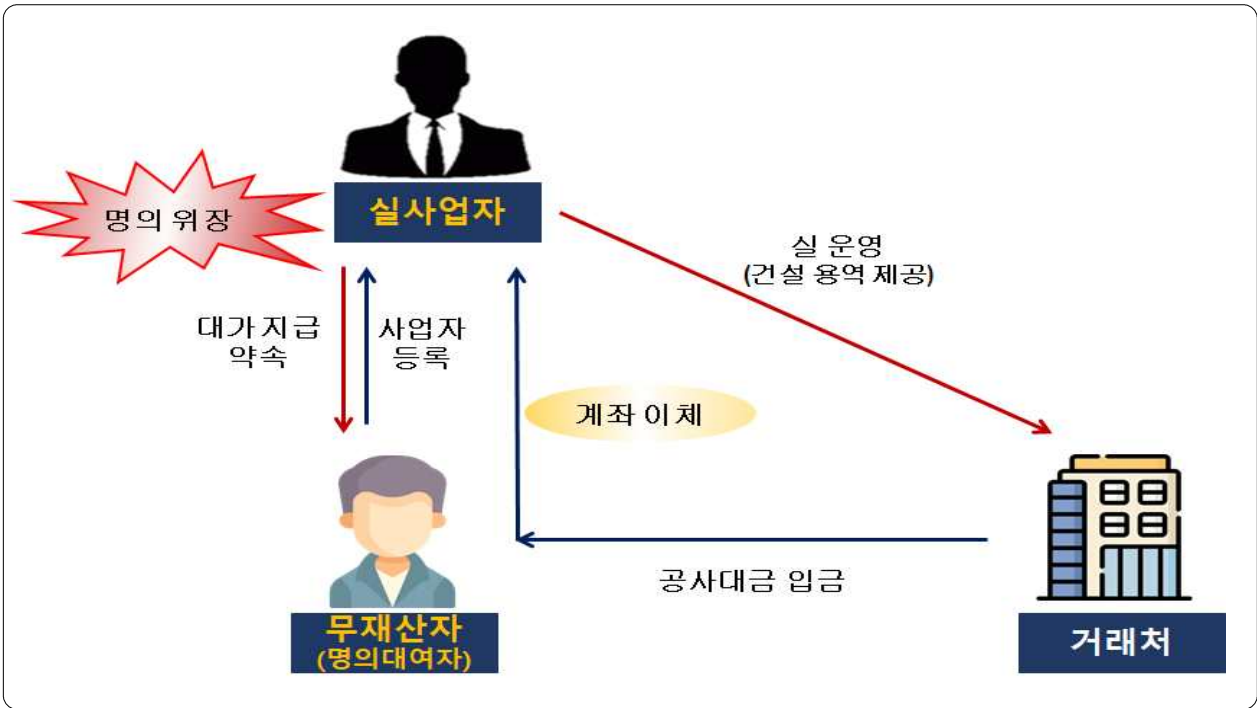 명의 위장
실사업자
실 운영
(건설 용역 제공)
대가 지급
약속
사업자
등록
계좌 이체
공사대금 입금
무재산자
(명의대여자)
거래처